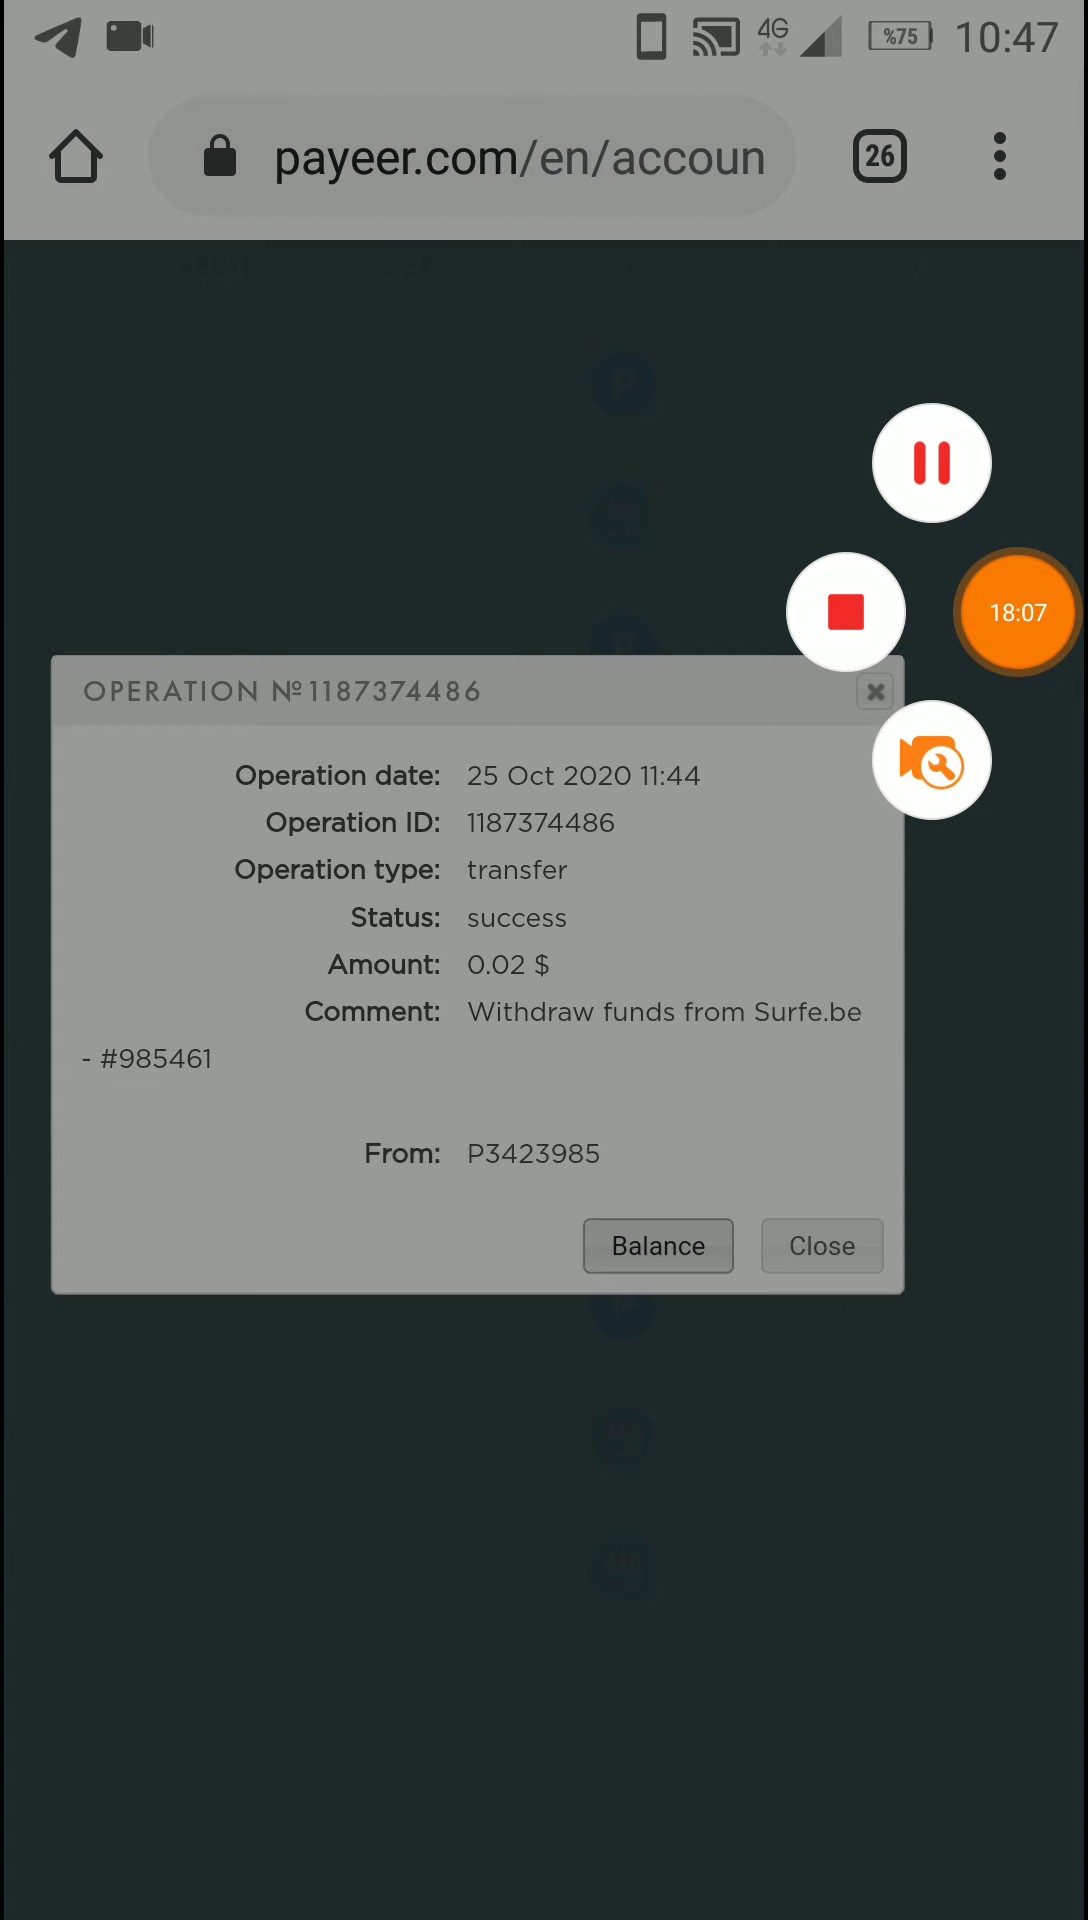 4G
%75
10:47
payeer.com/en/accoun
26
18:07
OPERATION №1187374486
Operation date: 25 Oct 2020 11:44
Operation ID: 1187374486
Operation type: transfer
Status: success
Amount: 0.02 $
Comment: Withdraw funds from Surfe.be
- #985461
From: P3423985
Balance
Close